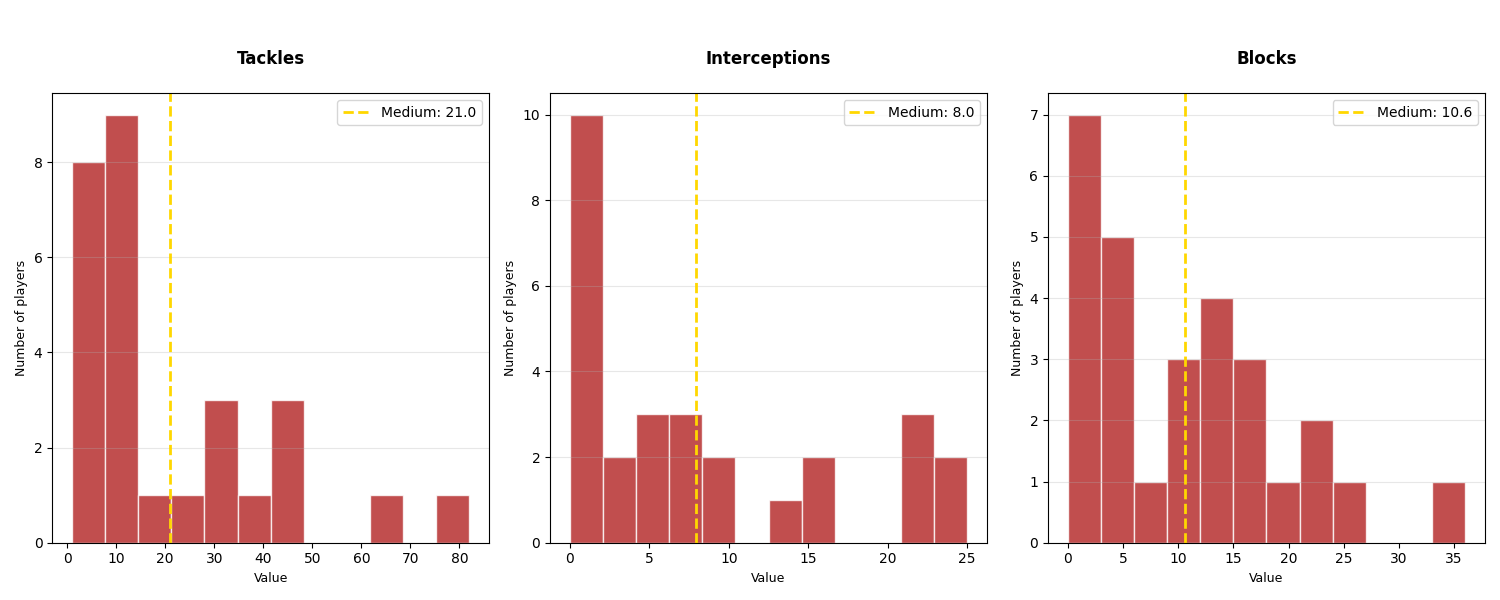 Tackles
Medium: 21.0
Number of players
8
6
4
2
0
0 10 20 30 40 50 60 70 80
Value
Interceptions
Medium: 8.0
Number of players
10
8
6
4
2
0
0 5 10 15 20 25
Value
Blocks
Medium: 10.6
Number of players
7
6
5
4
3
2
1
0
0 5 10 15 20 25 30 35
Value